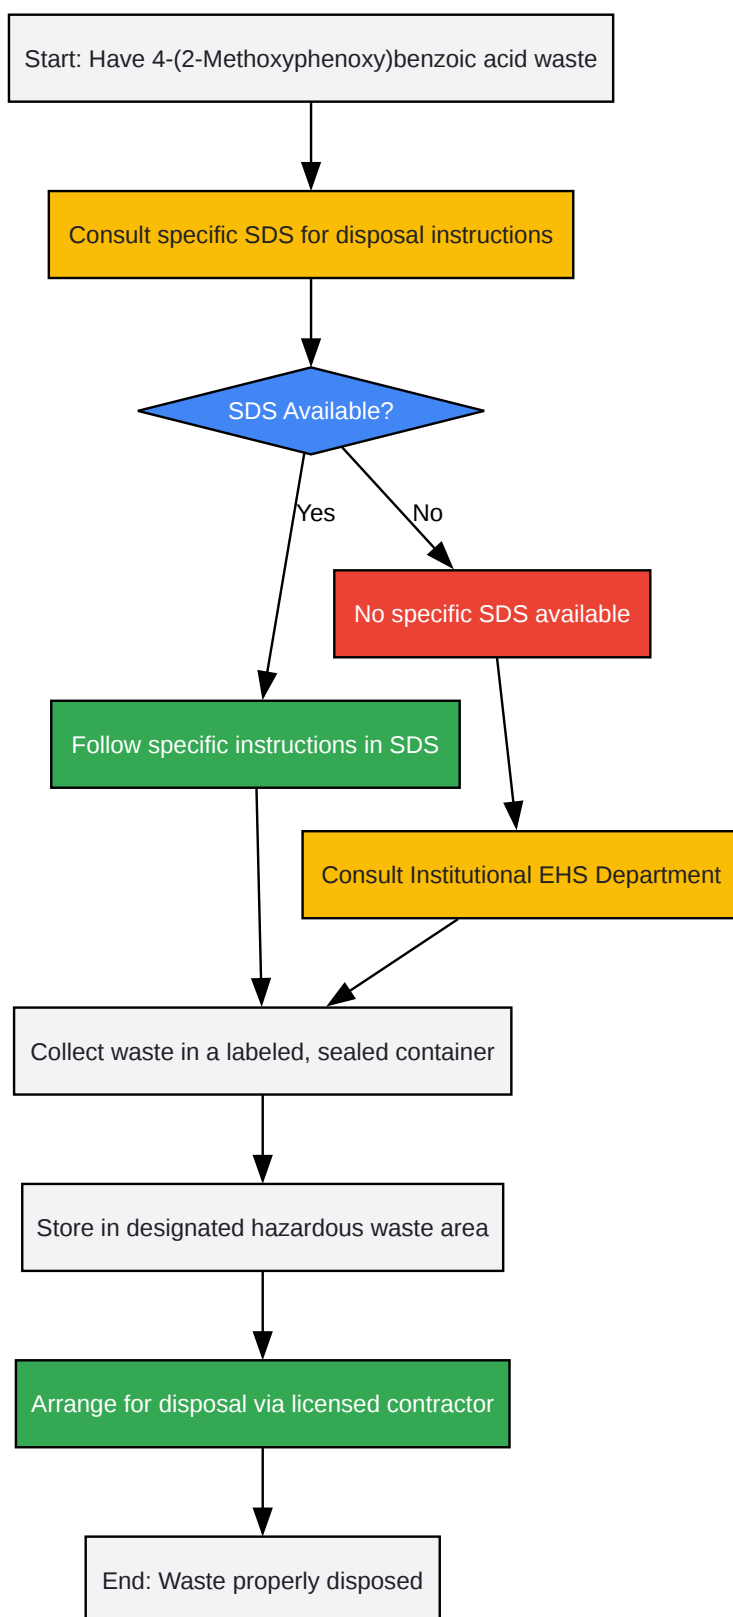 Start: Have 4-(2-Methoxyphenoxy)benzoic acid waste
Consult specific SDS for disposal instructions
SDS Available?
Yes
No
No specific SDS available
Follow specific instructions in SDS
Consult Institutional EHS Department
Collect waste in a labeled, sealed container
Store in designated hazardous waste area
Arrange for disposal via licensed contractor
End: Waste properly disposed